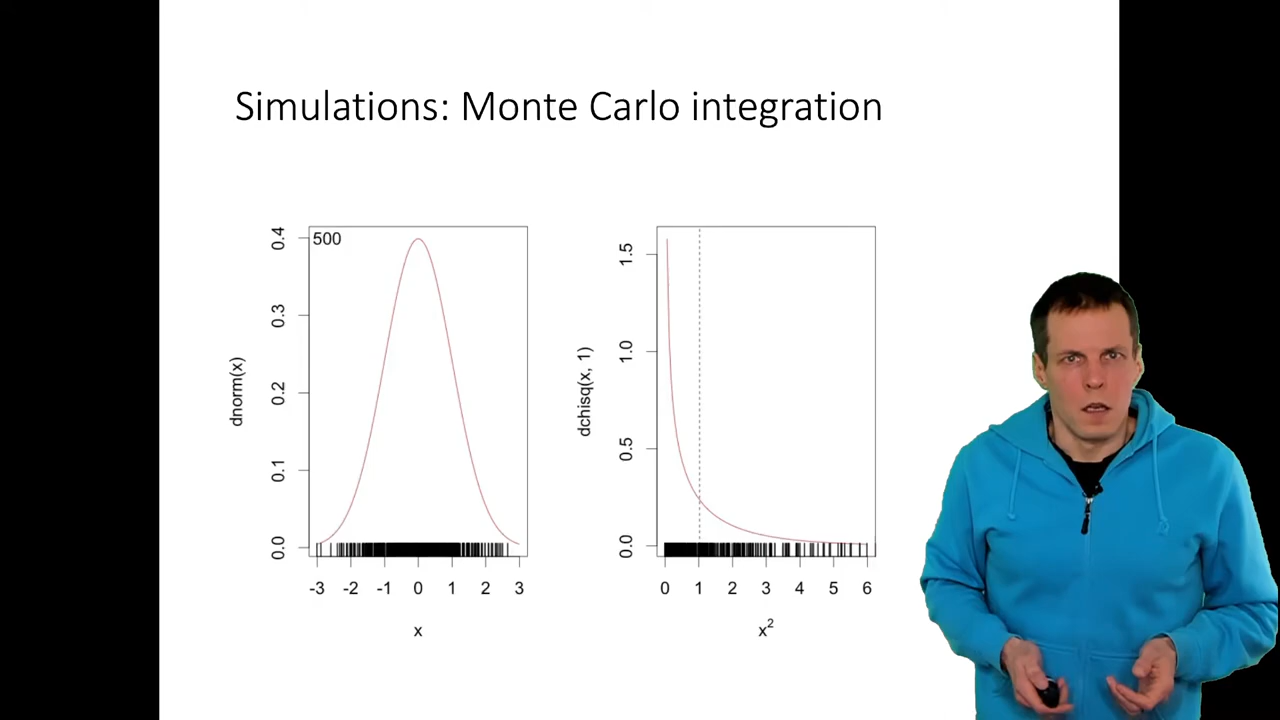 Simulations: Monte Carlo integration
500
dnorm(x)
0.0 0.1 0.2 0.3 0.4
-3 -2 -1 0 1 2 3
x
dchisq(x, 1)
0.0 0.5 1.0 1.5
0 1 2 3 4 5 6
x²